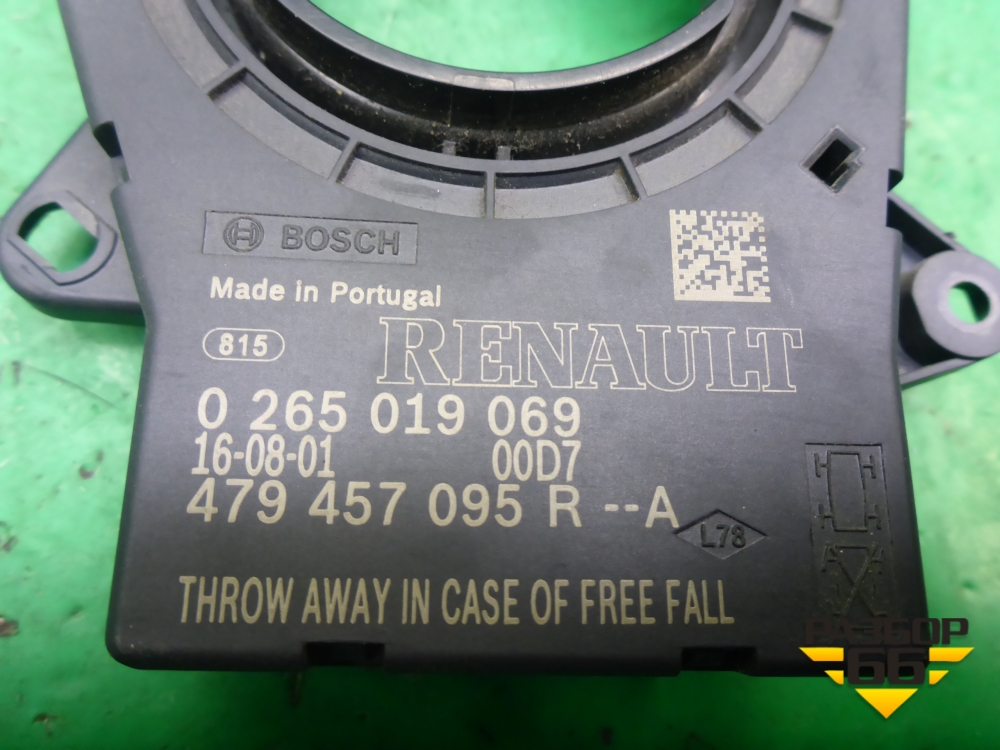 BOSCH
Made in Portugal
815
RENAULT
0 265 019 069
16-08-01 00D7
479 457 095 R --A
L78
THROW AWAY IN CASE OF FREE FALL
РАЗБОР
66